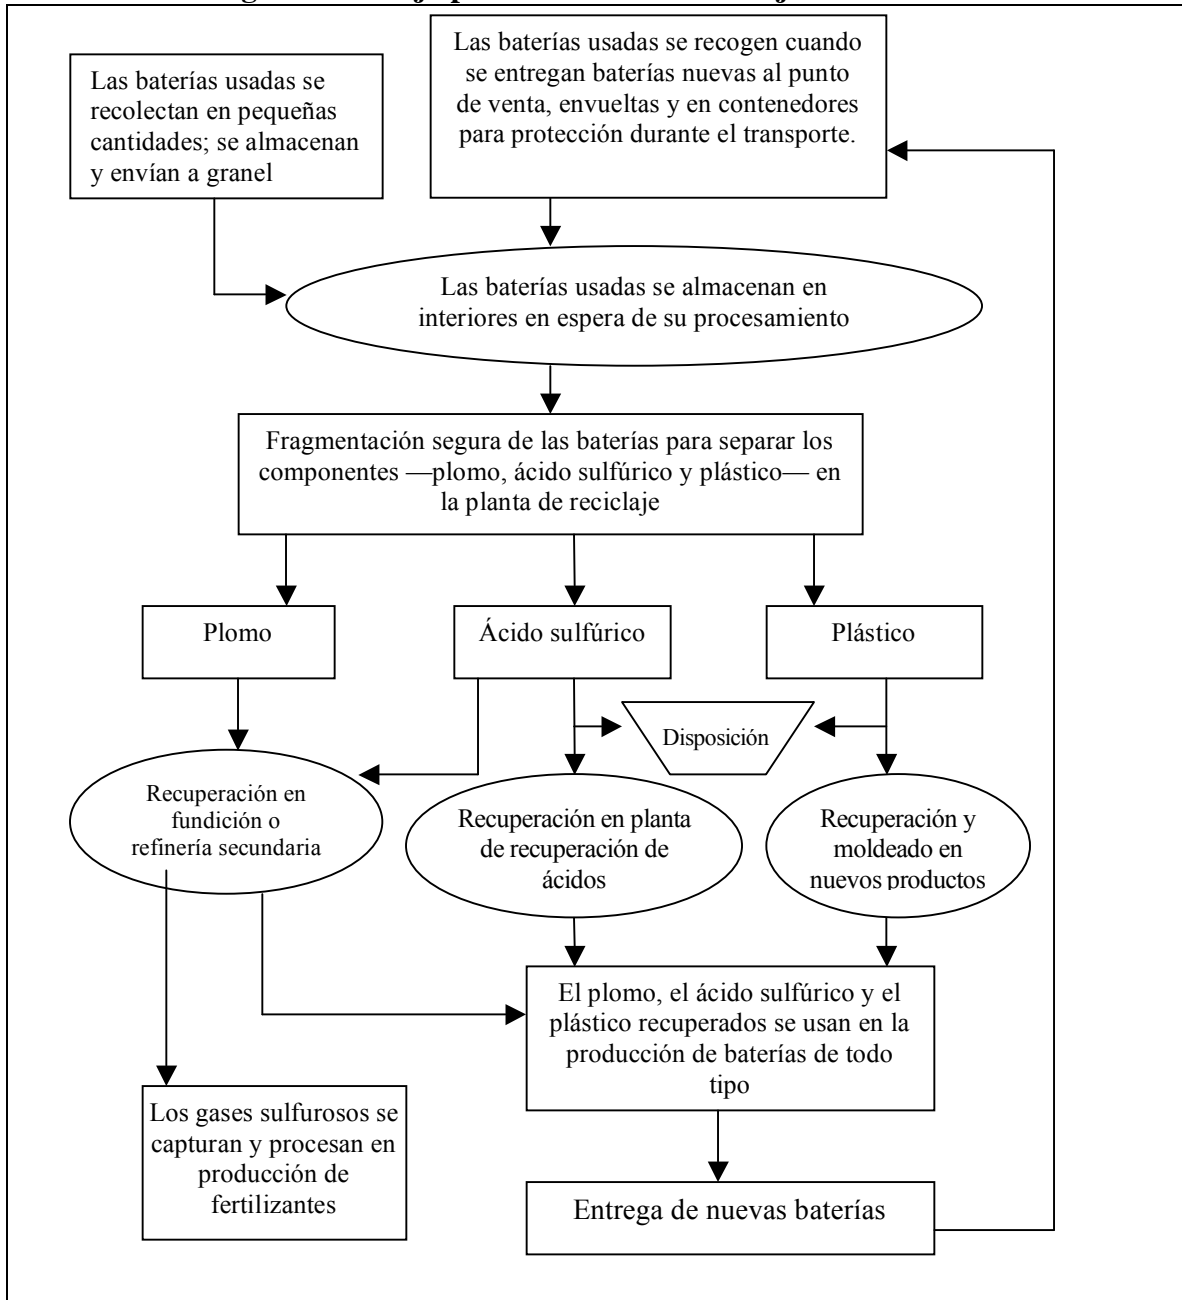 Las baterías usadas se
recolectan en pequeñas
cantidades; se almacenan
y envían a granel
Las baterías usadas se recogen cuando
se entregan baterías nuevas al punto
de venta, envueltas y en contenedores
para protección durante el transporte.
Las baterías usadas se almacenan en
interiores en espera de su procesamiento
Fragmentación segura de las baterías para separar los
componentes —plomo, ácido sulfúrico y plástico— en
la planta de reciclaje
Plomo
Ácido sulfúrico
Plástico
Disposición
Recuperación en
fundición o
refinería secundaria
Recuperación en planta
de recuperación de
ácidos
Recuperación y
moldeado en
nuevos productos
El plomo, el ácido sulfúrico y el
plástico recuperados se usan en la
producción de baterías de todo
tipo
Los gases sulfurosos se
capturan y procesan en
producción de
fertilizantes
Entrega de nuevas baterías